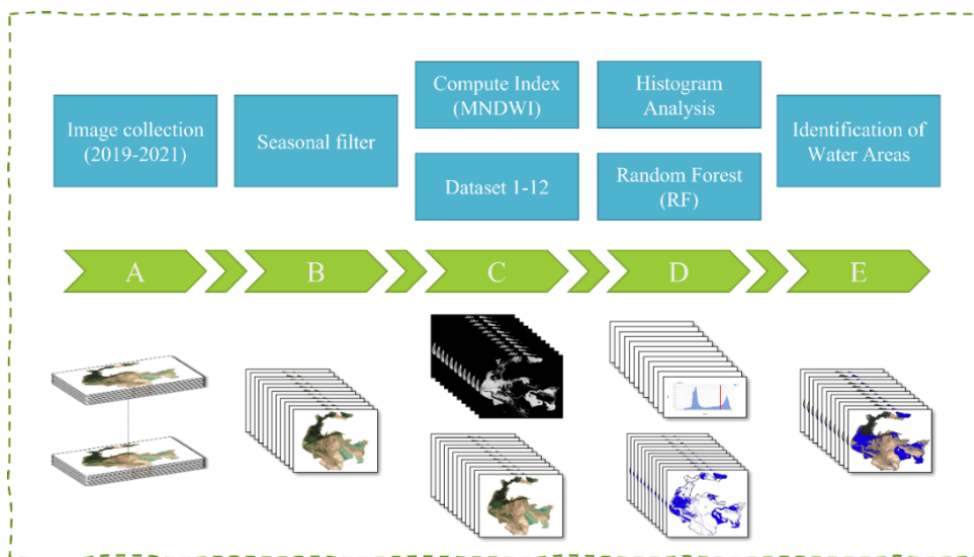 Image collection
(2019-2021)
Seasonal filter
Compute Index
(MNDWI)
Dataset 1-12
Histogram
Analysis
Random Forest
(RF)
Identification of
Water Areas
A
B
C
D
E